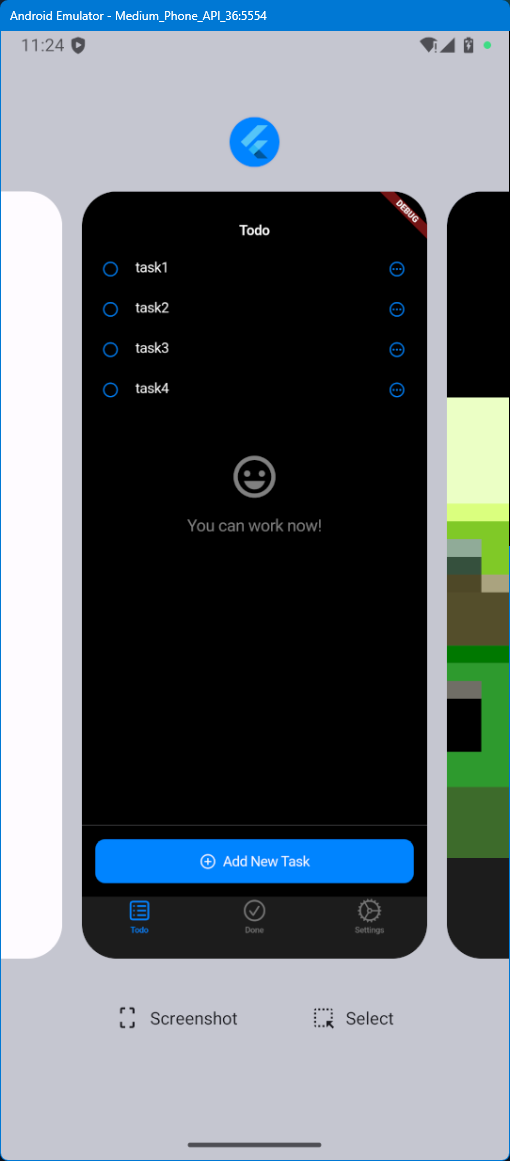 Android Emulator - Medium_Phone_API_36:5554
11:24
DEBUG
Todo
task1
task2
task3
task4
You can work now!
Add New Task
Todo Done Settings
Screenshot Select